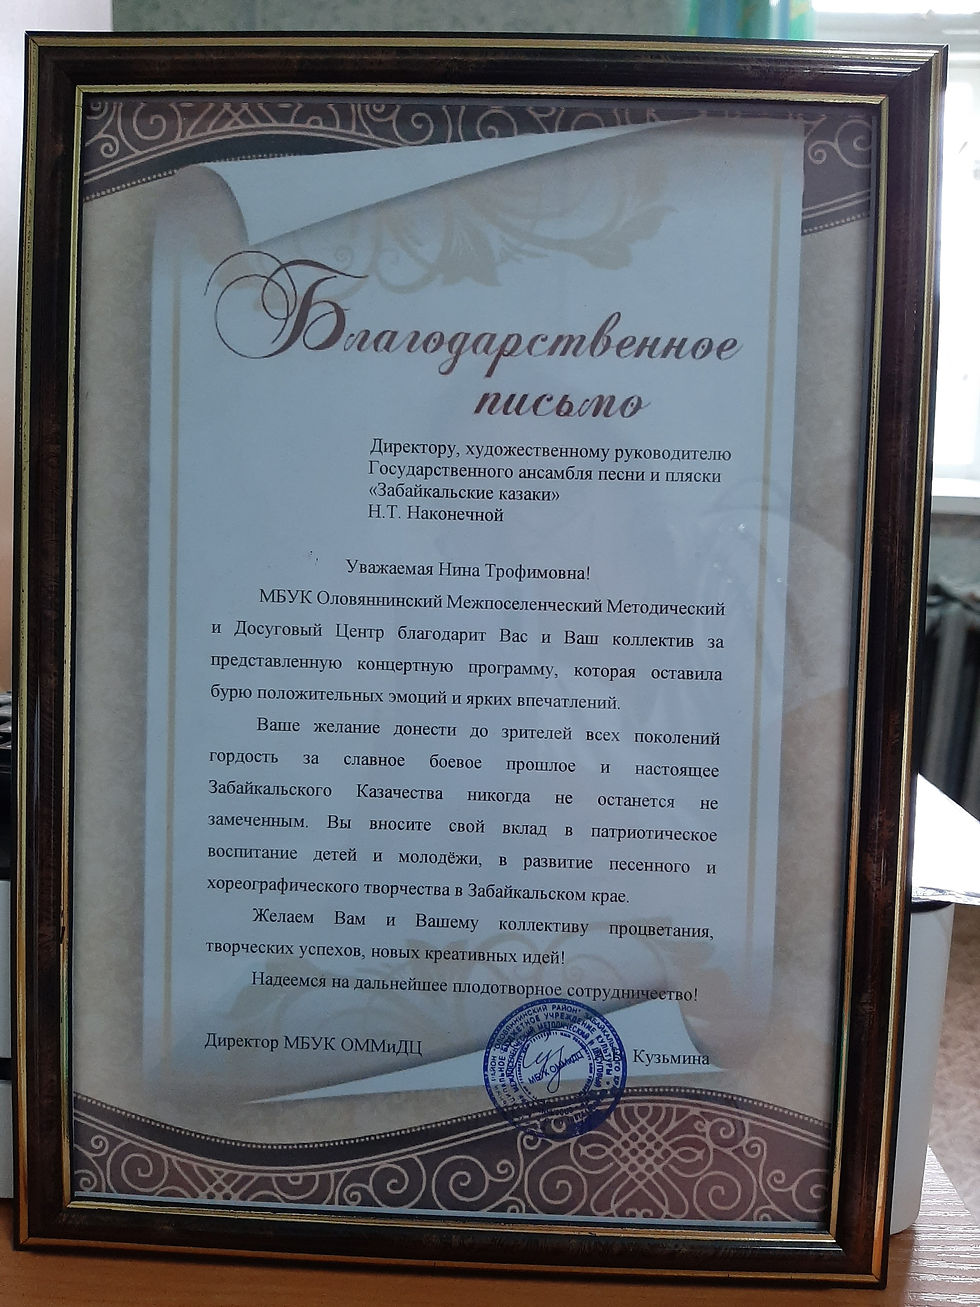 Благодарственное
письмо
Директору, художественному руководителю
Государственного ансамбля песни и пляски
«Забайкальские казаки»
Н.Т. Наконечной
Уважаемая Нина Трофимовна!
МБУК Оловяннинский Межпоселенческий Методический
и Досуговый Центр благодарит Вас и Ваш коллектив за
представленную концертную программу, которая оставила
бурю положительных эмоций и ярких впечатлений.
Ваше желание донести до зрителей всех поколений
гордость за славное боевое прошлое и настоящее
Забайкальского Казачества никогда не останется не
замеченным. Вы вносите свой вклад в патриотическое
воспитание детей и молодёжи, в развитие песенного и
хореографического творчества в Забайкальском крае.
Желаем Вам и Вашему коллективу процветания,
творческих успехов, новых креативных идей!
Надеемся на дальнейшее плодотворное сотрудничество!
Директор МБУК ОММиДЦ Кузьмина
МБУК ОММиДЦ